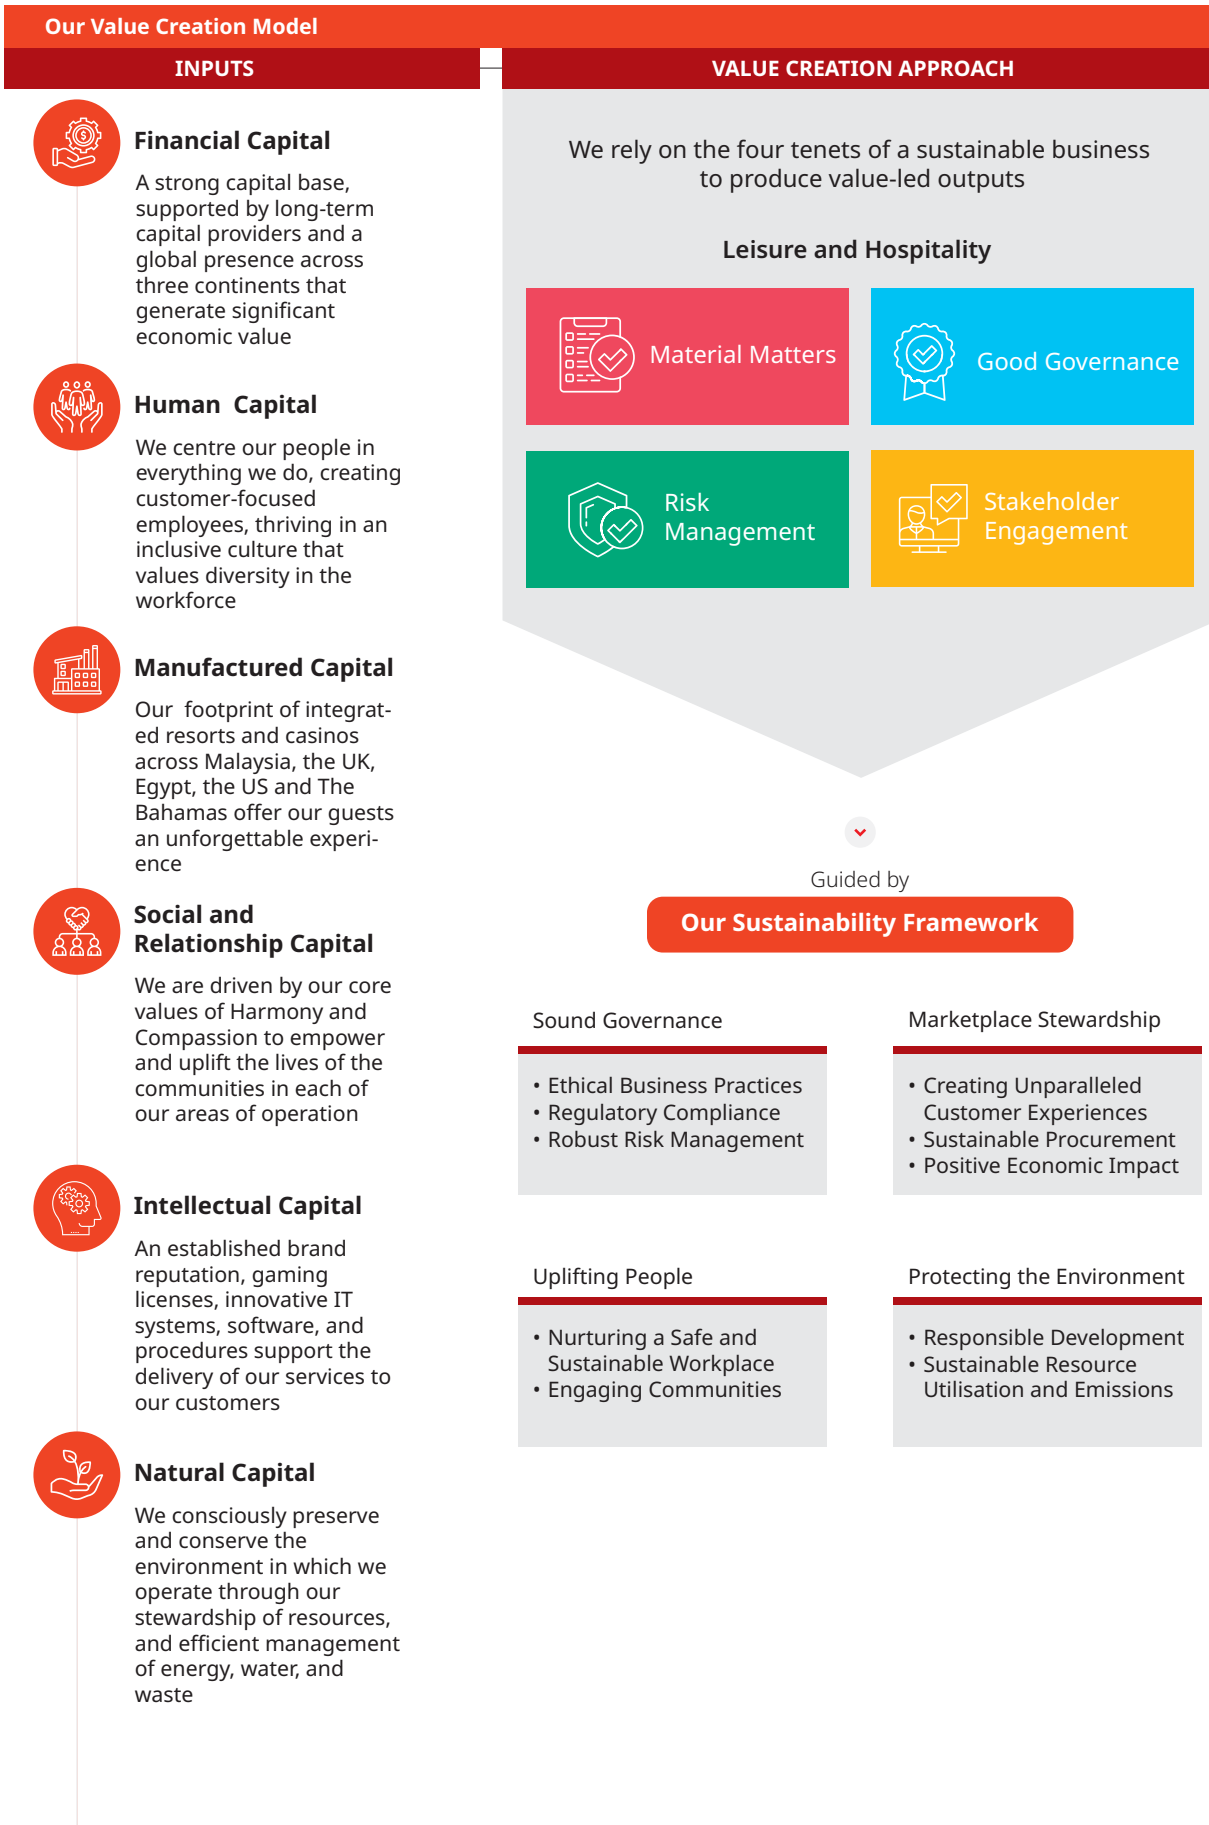 Our Value Creation Model
INPUTS
Financial Capital
A strong capital base,
supported by long-term
capital providers and a
global presence across
three continents that
generate significant
economic value
Human  Capital
We centre our people in
everything we do, creating
customer-focused
employees, thriving in an
inclusive culture that
values diversity in the
workforce
Manufactured Capital
Our  footprint of integrat-
ed resorts and casinos
across Malaysia, the UK,
Egypt, the US and The
Bahamas offer our guests
an unforgettable experi-
ence
Social and
Relationship Capital
We are driven by our core
values of Harmony and
Compassion to empower
and uplift the lives of the
communities in each of
our areas of operation
Intellectual Capital
An established brand
reputation, gaming
licenses, innovative IT
systems, software, and
procedures support the
delivery of our services to
our customers
Natural Capital
We consciously preserve
and conserve the
environment in which we
operate through our
stewardship of resources,
and efficient management
of energy, water, and
waste
VALUE CREATION APPROACH
We rely on the four tenets of a sustainable business
to produce value-led outputs
Leisure and Hospitality
Material Matters
Good Governance
Risk
Management
Stakeholder
Engagement
Guided by
Our Sustainability Framework
Sound Governance
• Ethical Business Practices
• Regulatory Compliance
• Robust Risk Management
Marketplace Stewardship
• Creating Unparalleled
Customer Experiences
• Sustainable Procurement
• Positive Economic Impact
Uplifting People
• Nurturing a Safe and
Sustainable Workplace
• Engaging Communities
Protecting the Environment
• Responsible Development
• Sustainable Resource
Utilisation and Emissions